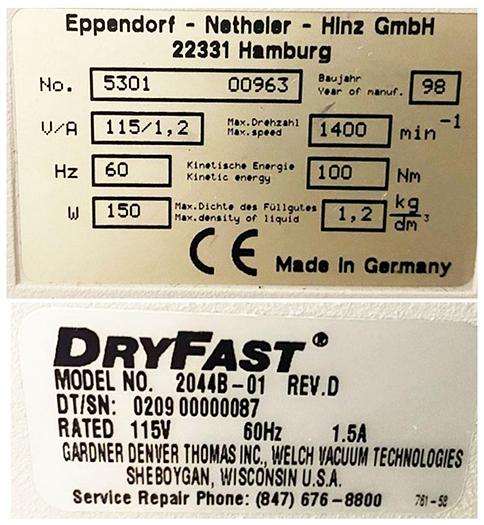 Eppendorf - Netheler - Hinz GmbH
22331 Hamburg
No. 5301 00963 Baujahr Year of manuf. 98
V/A 115/1,2 Max.Drehzahl Max.speed 1400 min⁻¹
Hz 60 Kinetische Energie Kinetic energy 100 Nm
W 150 Max.Dichte des Füllgutes Max.density of liquid 1,2 kg/dm³
CE Made in Germany
DRYFAST®
MODEL NO. 2044B-01 REV.D
DT/SN: 0209 00000087
RATED 115V 60Hz 1.5A
GARDNER DENVER THOMAS INC., WELCH VACUUM TECHNOLOGIES
SHEBOYGAN, WISCONSIN U.S.A.
Service Repair Phone: (847) 676-8800 761-58